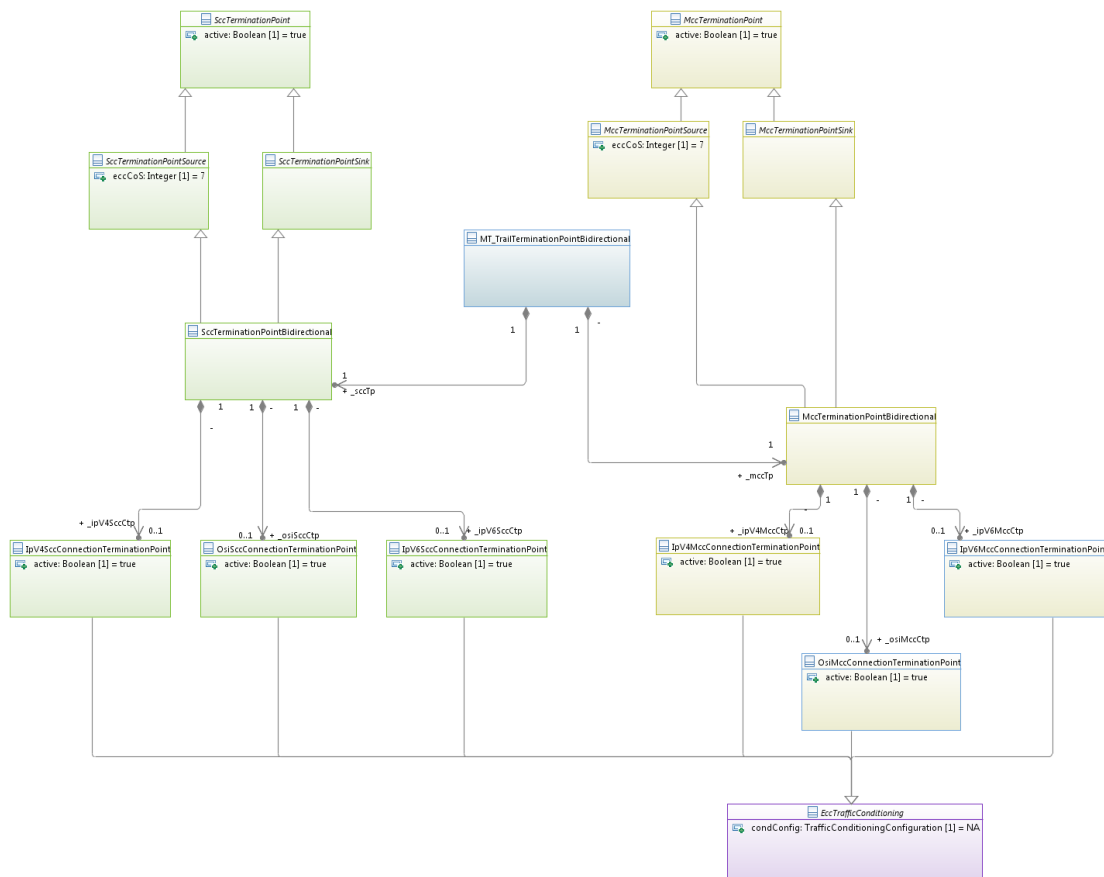 SccTerminationPoint
active: Boolean [1] = true
MccTerminationPoint
active: Boolean [1] = true
MccTerminationPointSource
eccCoS: Integer [1] = 7
MccTerminationPointSink
SccTerminationPointSource
eccCoS: Integer [1] = 7
SccTerminationPointSink
MT_TrailTerminationPointBidirectional
1
1
-
SccTerminationPointBidirectional
1
+ _sccTp
1
-
1
-
1
-
MccTerminationPointBidirectional
1
+ _mccTp
1
-
1
-
1
-
+ _ipV4SccCtp
0..1
0..1
+ _osiSccCtp
0..1
+ _ipV6SccCtp
+ _ipV4MccCtp
0..1
0..1
+ _ipV6MccCtp
IpV4SccConnectionTerminationPoint
active: Boolean [1] = true
OsiSccConnectionTerminationPoint
active: Boolean [1] = true
IpV6SccConnectionTerminationPoint
active: Boolean [1] = true
IpV4MccConnectionTerminationPoint
active: Boolean [1] = true
IpV6MccConnectionTerminationPoint
active: Boolean [1] = true
0..1
+ _osiMccCtp
OsiMccConnectionTerminationPoint
active: Boolean [1] = true
EccTrafficConditioning
condConfig: TrafficConditioningConfiguration [1] = NA